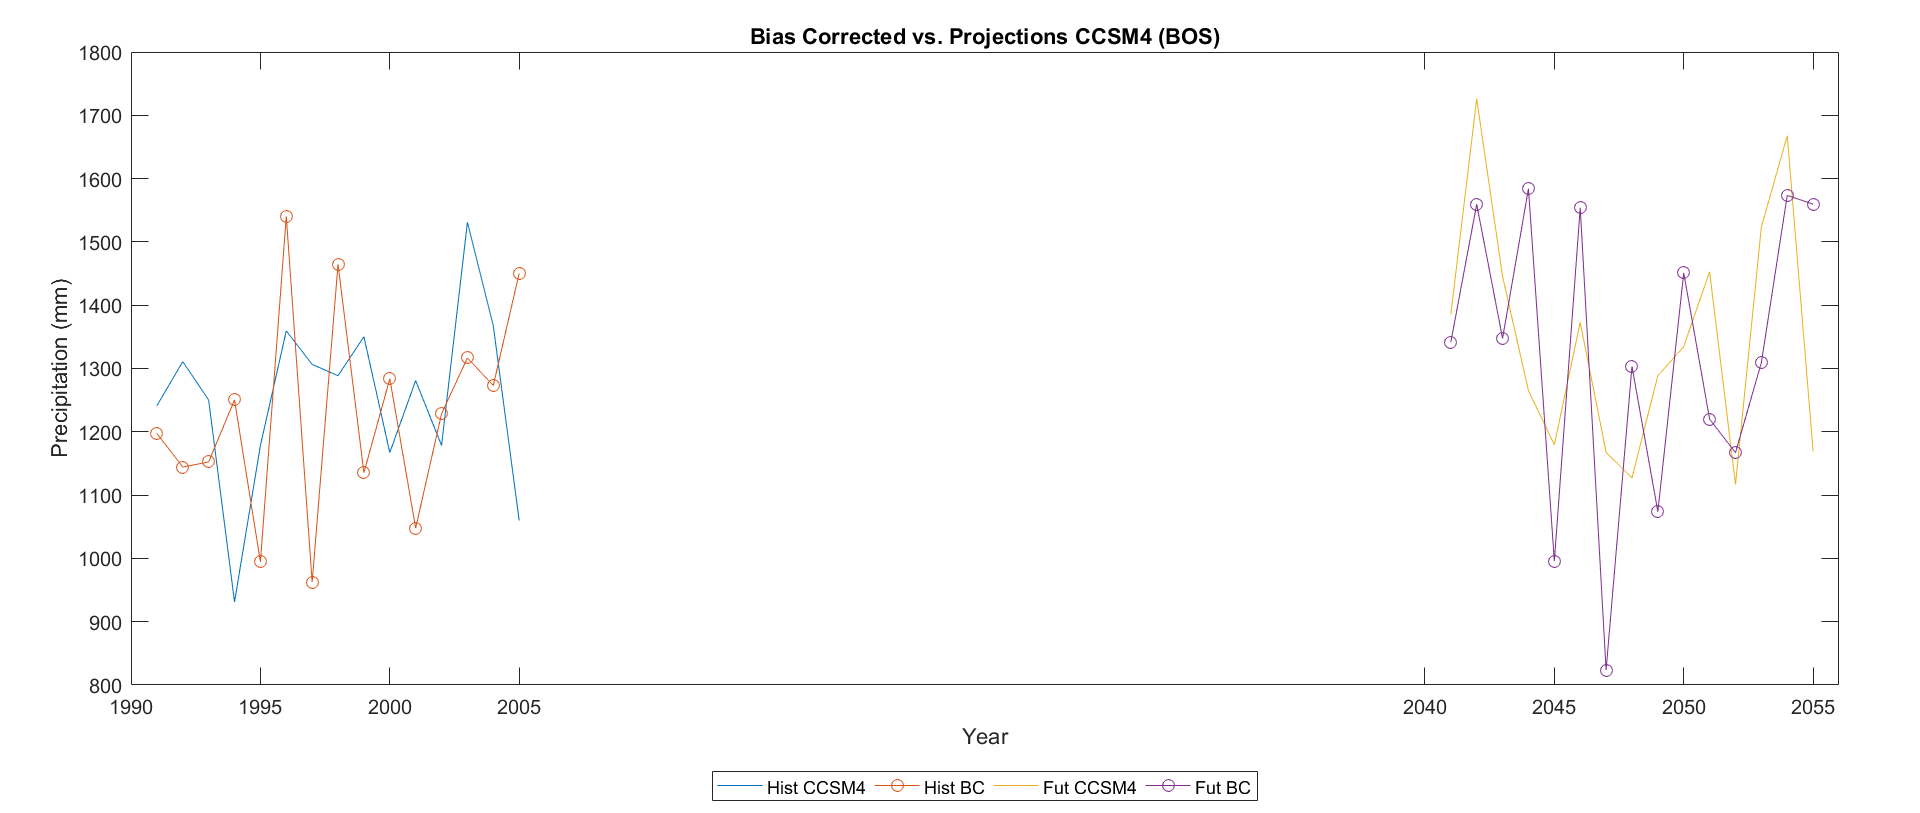 Bias Corrected vs. Projections CCSM4 (BOS)
1800
1700
1600
1500
1400
1300
1200
1100
1000
900
800
Precipitation (mm)
1990 1995 2000 2005 2040 2045 2050 2055
Year
Hist CCSM4 Hist BC Fut CCSM4 Fut BC